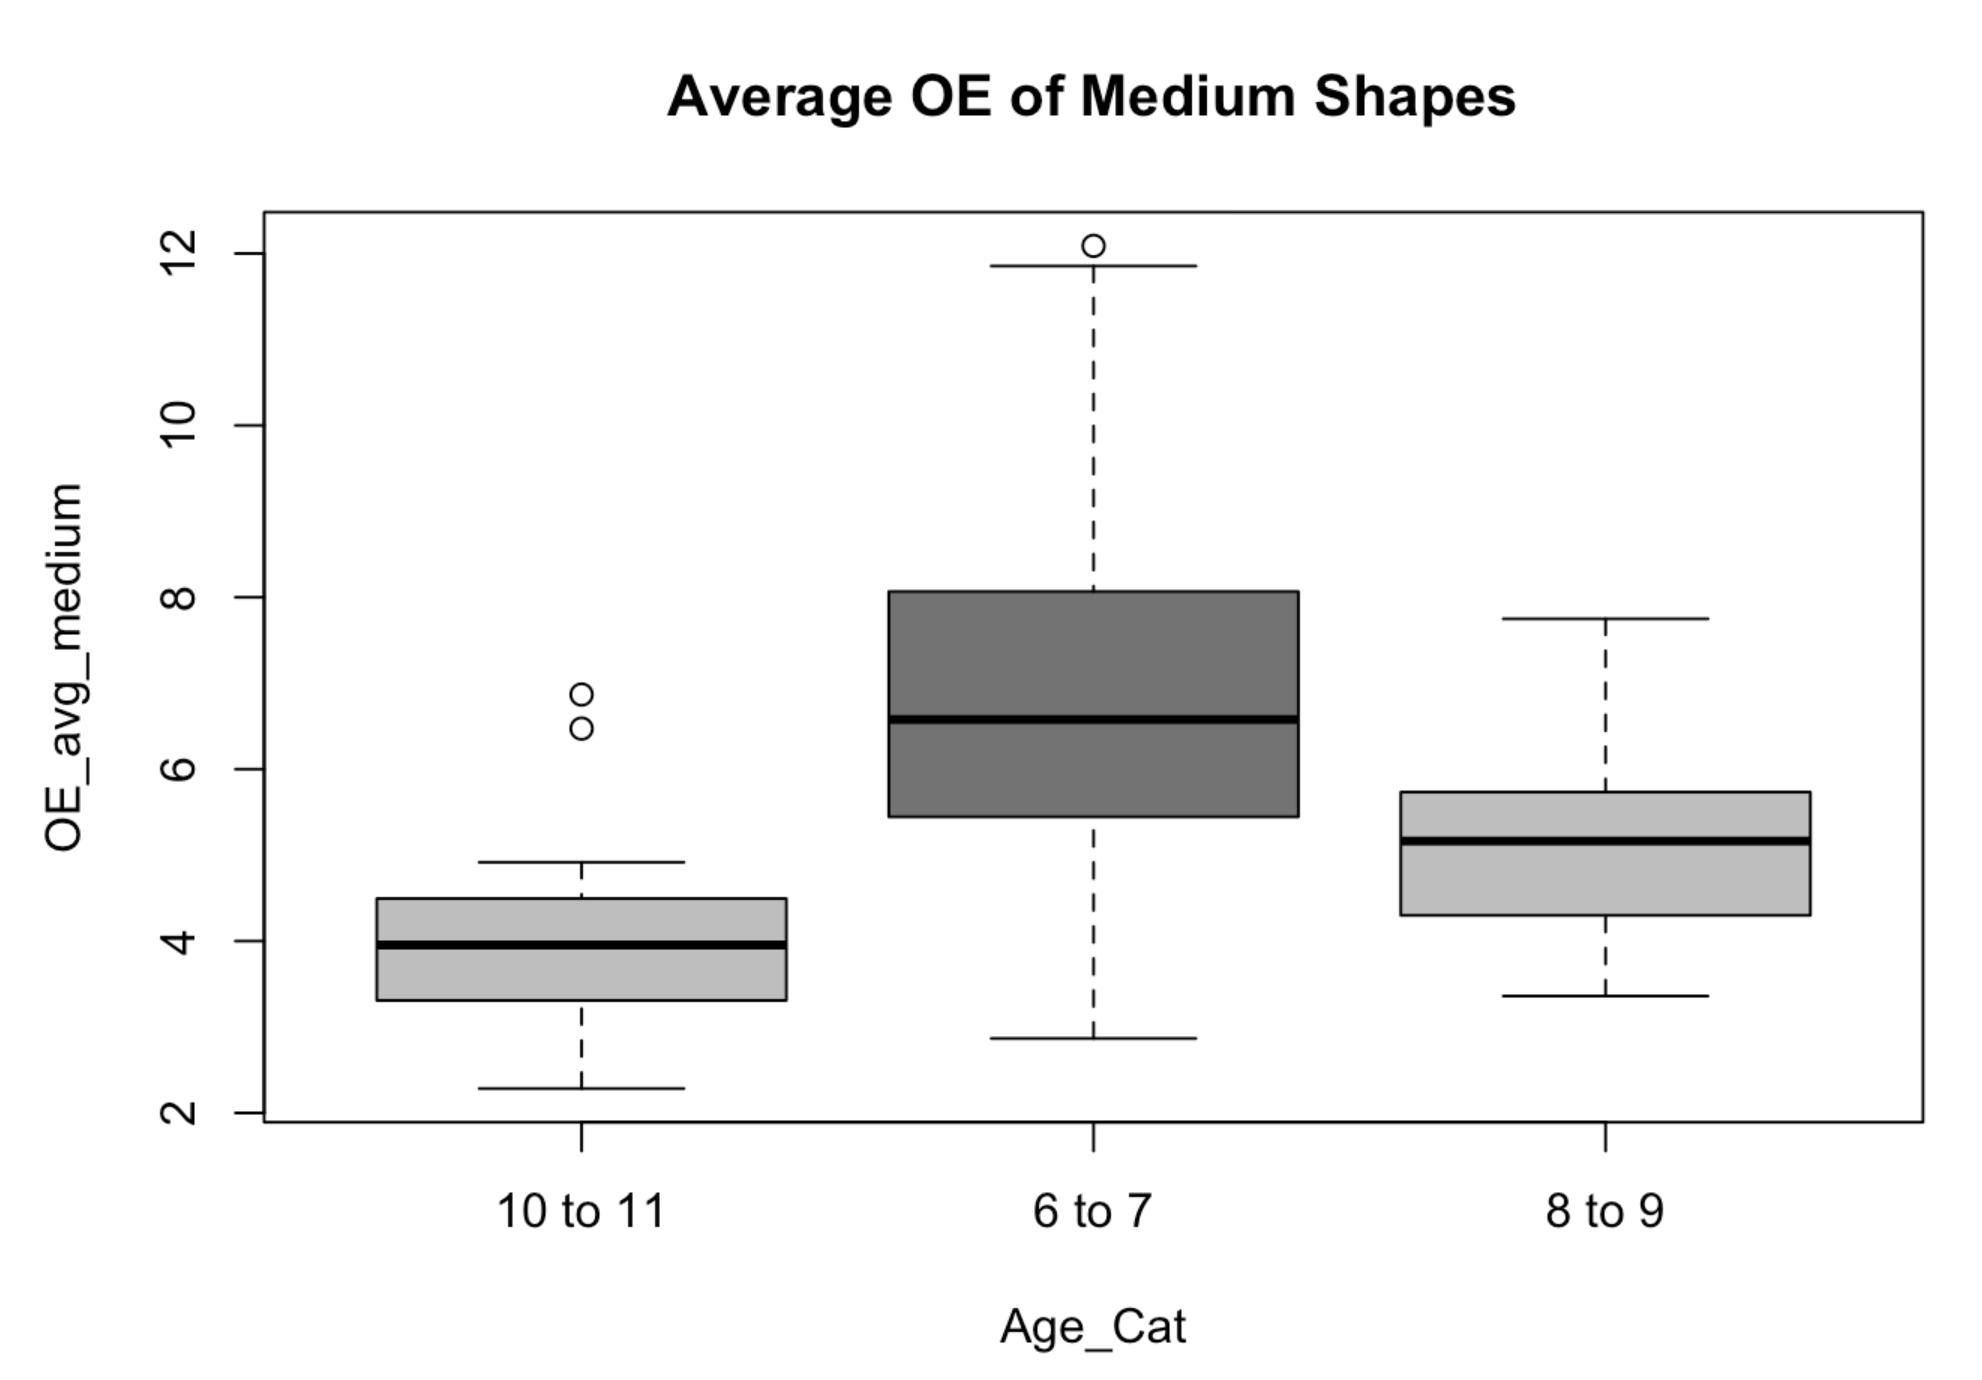 Average OE of Medium Shapes
OE_avg_medium
12
10
8
6
4
2
10 to 11
6 to 7
8 to 9
Age_Cat